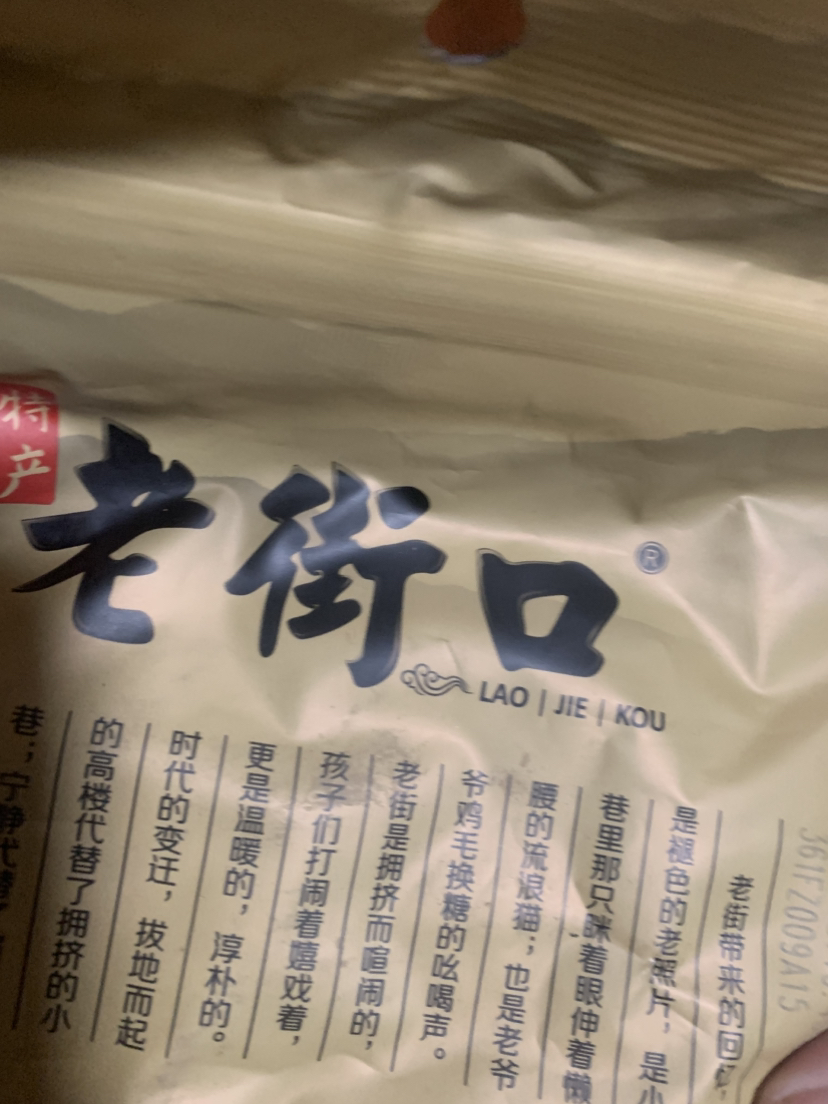 特产
老街口
®
LAO | JIE | KOU
老街带来的回忆,
是褪色的老照片，是小
巷里那只眯着眼伸着懒
腰的流浪猫；也是老爷
爷鸡毛换糖的吆喝声。
老街是拥挤而喧闹的，
孩子们打闹着嬉戏着，
更是温暖的，淳朴的。
时代的变迁，拔地而起
的高楼代替了拥挤的小
巷；宁静代替了
361FZ009A15